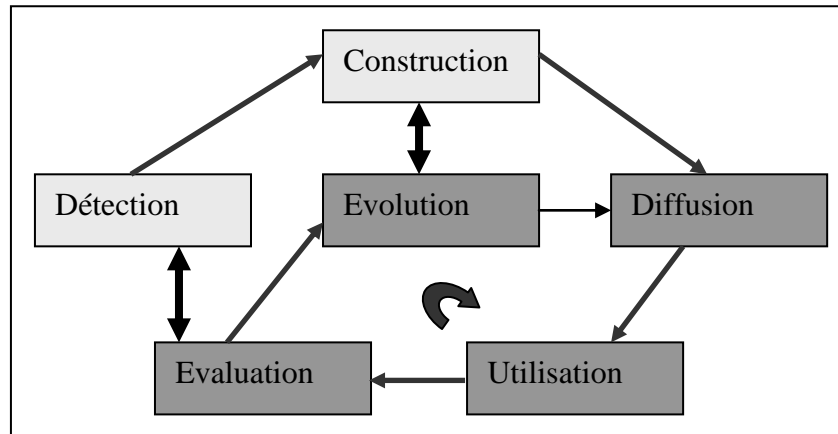 Construction
Détection
Evolution
Diffusion
Evaluation
Utilisation